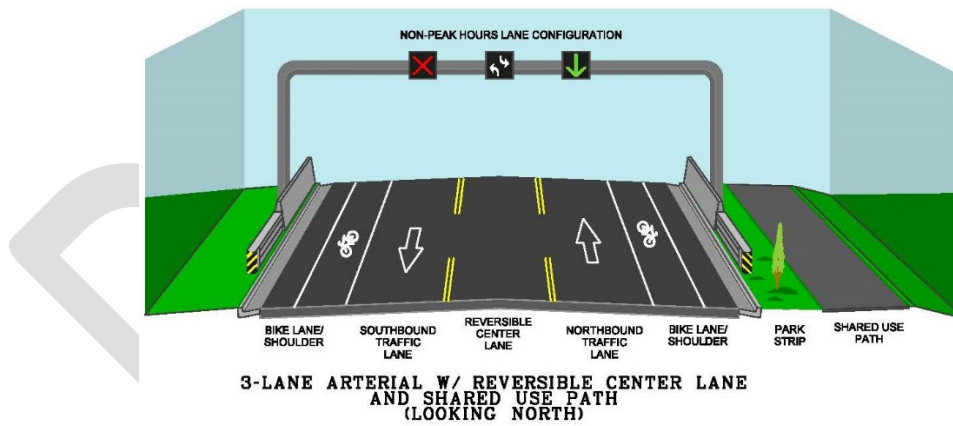 NON-PEAK HOURS LANE CONFIGURATION
BIKE LANE/
SHOULDER
SOUTHBOUND
TRAFFIC
LANE
REVERSIBLE
CENTER
LANE
NORTHBOUND
TRAFFIC
LANE
BIKE LANE/
SHOULDER
PARK
STRIP
SHARED USE
PATH
3-LANE ARTERIAL W/ REVERSIBLE CENTER LANE
AND SHARED USE PATH
(LOOKING NORTH)